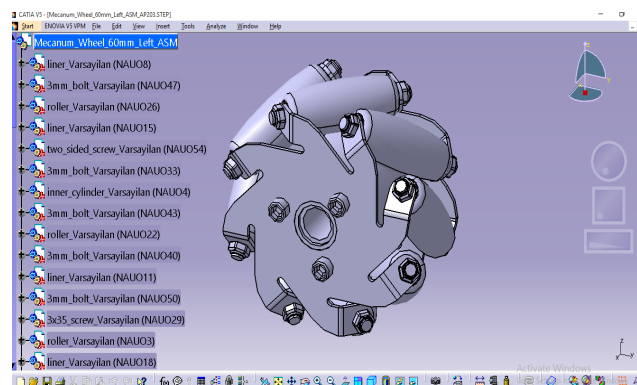 CATIA V5 - [Mecanum_Wheel_60mm_Left_ASM_AP203.STEP]
Start ENOVIA V5 VPM File Edit View Insert Tools Analyze Window Help
Mecanum_Wheel_60mm_Left_ASM
liner_Varsayilan (NAUO8)
3mm_bolt_Varsayilan (NAUO47)
roller_Varsayilan (NAUO26)
liner_Varsayilan (NAUO15)
two_sided_screw_Varsayilan (NAUO54)
3mm_bolt_Varsayilan (NAUO33)
inner_cylinder_Varsayilan (NAUO4)
3mm_bolt_Varsayilan (NAUO43)
roller_Varsayilan (NAUO22)
3mm_bolt_Varsayilan (NAUO40)
liner_Varsayilan (NAUO11)
3mm_bolt_Varsayilan (NAUO50)
3x35_screw_Varsayilan (NAUO29)
roller_Varsayilan (NAUO3)
liner_Varsayilan (NAUO18)
z
x
Activate Windows